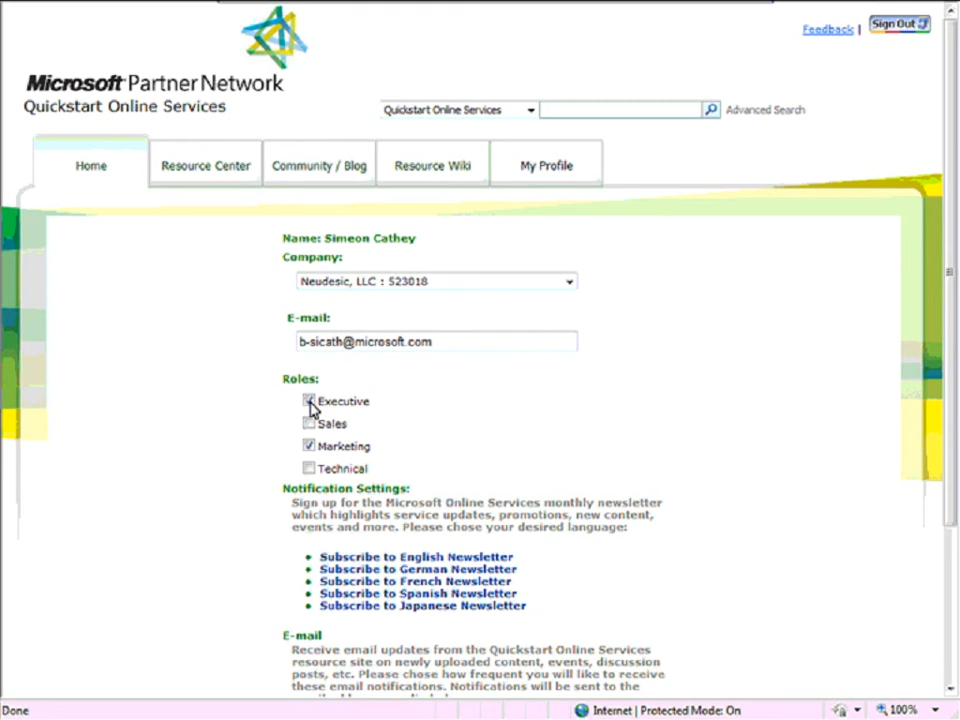 Feedback | Sign Out
Microsoft Partner Network
Quickstart Online Services
Quickstart Online Services
Advanced Search
Home
Resource Center
Community / Blog
Resource Wiki
My Profile
Name: Simeon Cathey
Company:
Neudesic, LLC : 523018
E-mail:
b-sicath@microsoft.com
Roles:
Executive
Sales
Marketing
Technical
Notification Settings:
Sign up for the Microsoft Online Services monthly newsletter
which highlights service updates, promotions, new content,
events and more. Please chose your desired language:
Subscribe to English Newsletter
Subscribe to German Newsletter
Subscribe to French Newsletter
Subscribe to Spanish Newsletter
Subscribe to Japanese Newsletter
E-mail
Receive email updates from the Quickstart Online Services
resource site on newly uploaded content, events, discussion
posts, etc. Please chose how frequent you will like to receive
these email notifications. Notifications will be sent to the
Done
Internet | Protected Mode: On
100%